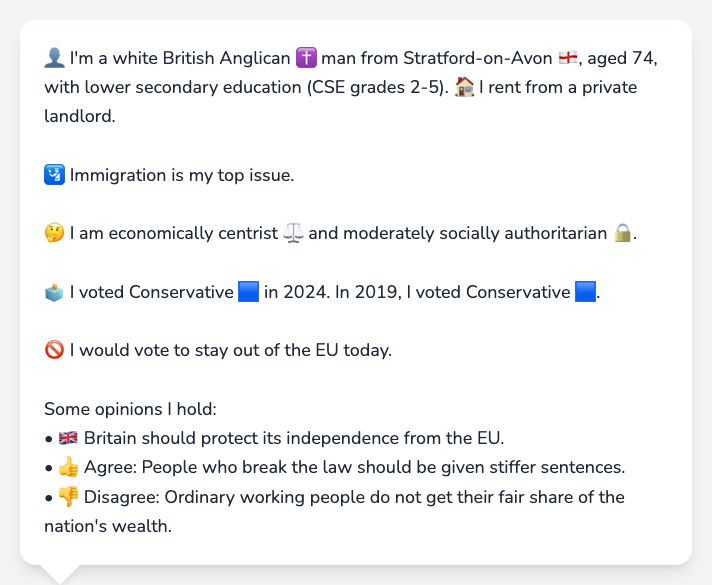 👤 I'm a white British Anglican ✝️ man from Stratford-on-Avon 🏴󠁧󠁢󠁥󠁮󠁧󠁿, aged 74,
with lower secondary education (CSE grades 2-5). 🏠 I rent from a private
landlord.
🛂 Immigration is my top issue.
🤔 I am economically centrist ⚖️ and moderately socially authoritarian 🔒.
🗳️ I voted Conservative 🟦 in 2024. In 2019, I voted Conservative 🟦.
🚫 I would vote to stay out of the EU today.
Some opinions I hold:
• 🇬🇧 Britain should protect its independence from the EU.
• 👍 Agree: People who break the law should be given stiffer sentences.
• 👎 Disagree: Ordinary working people do not get their fair share of the
nation's wealth.